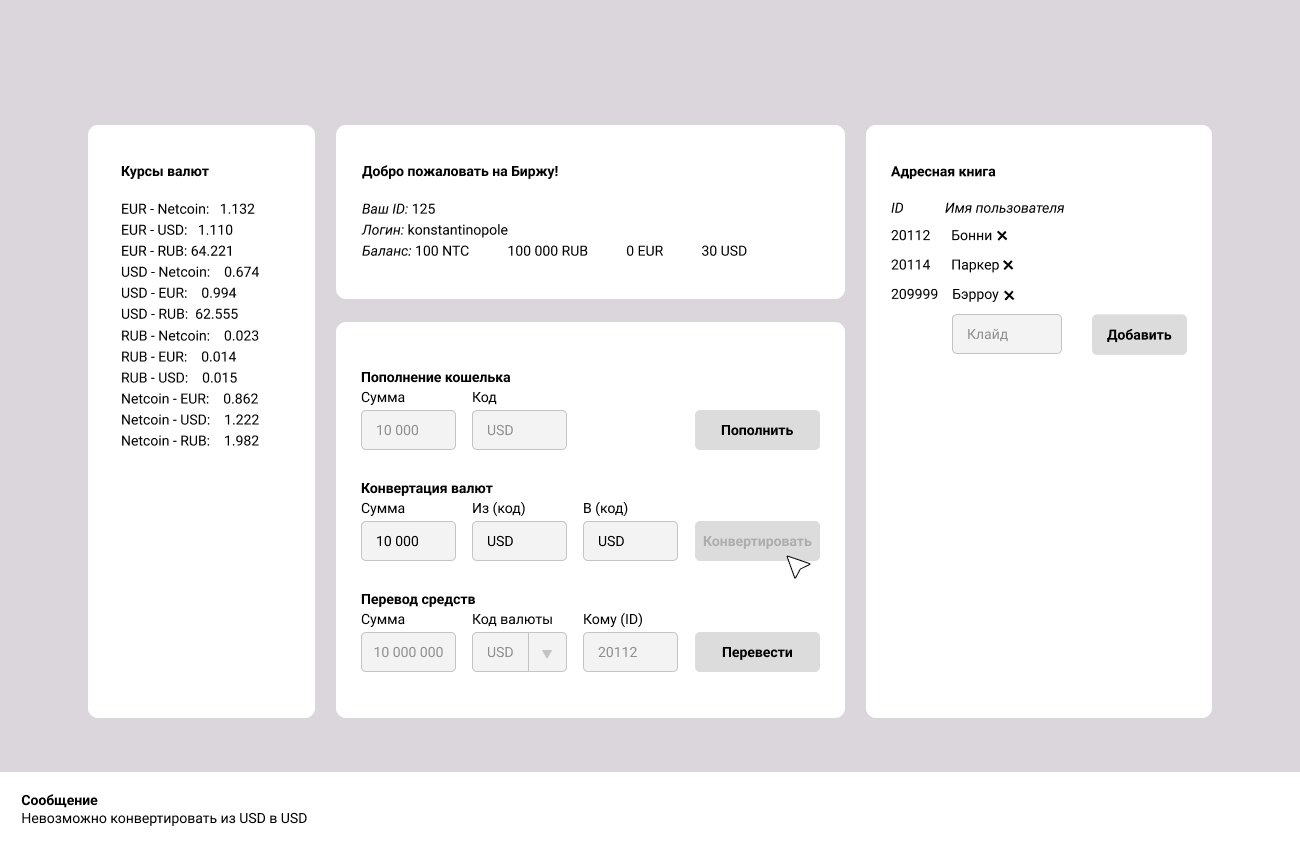 Курсы валют
EUR - Netcoin: 1.132
EUR - USD: 1.110
EUR - RUB: 64.221
USD - Netcoin: 0.674
USD - EUR: 0.994
USD - RUB: 62.555
RUB - Netcoin: 0.023
RUB - EUR: 0.014
RUB - USD: 0.015
Netcoin - EUR: 0.862
Netcoin - USD: 1.222
Netcoin - RUB: 1.982
Добро пожаловать на Биржу!
Ваш ID: 125
Логин: konstantinopole
Баланс: 100 NTC 100 000 RUB 0 EUR 30 USD
Пополнение кошелька
Сумма Код
10 000 USD Пополнить
Конвертация валют
Сумма Из (код) В (код)
10 000 USD USD Конвертировать
Перевод средств
Сумма Код валюты Кому (ID)
10 000 000 USD 20112 Перевести
Адресная книга
ID Имя пользователя
20112 Бонни
20114 Паркер
209999 Бэрроу
Клайд Добавить
Сообщение
Невозможно конвертировать из USD в USD